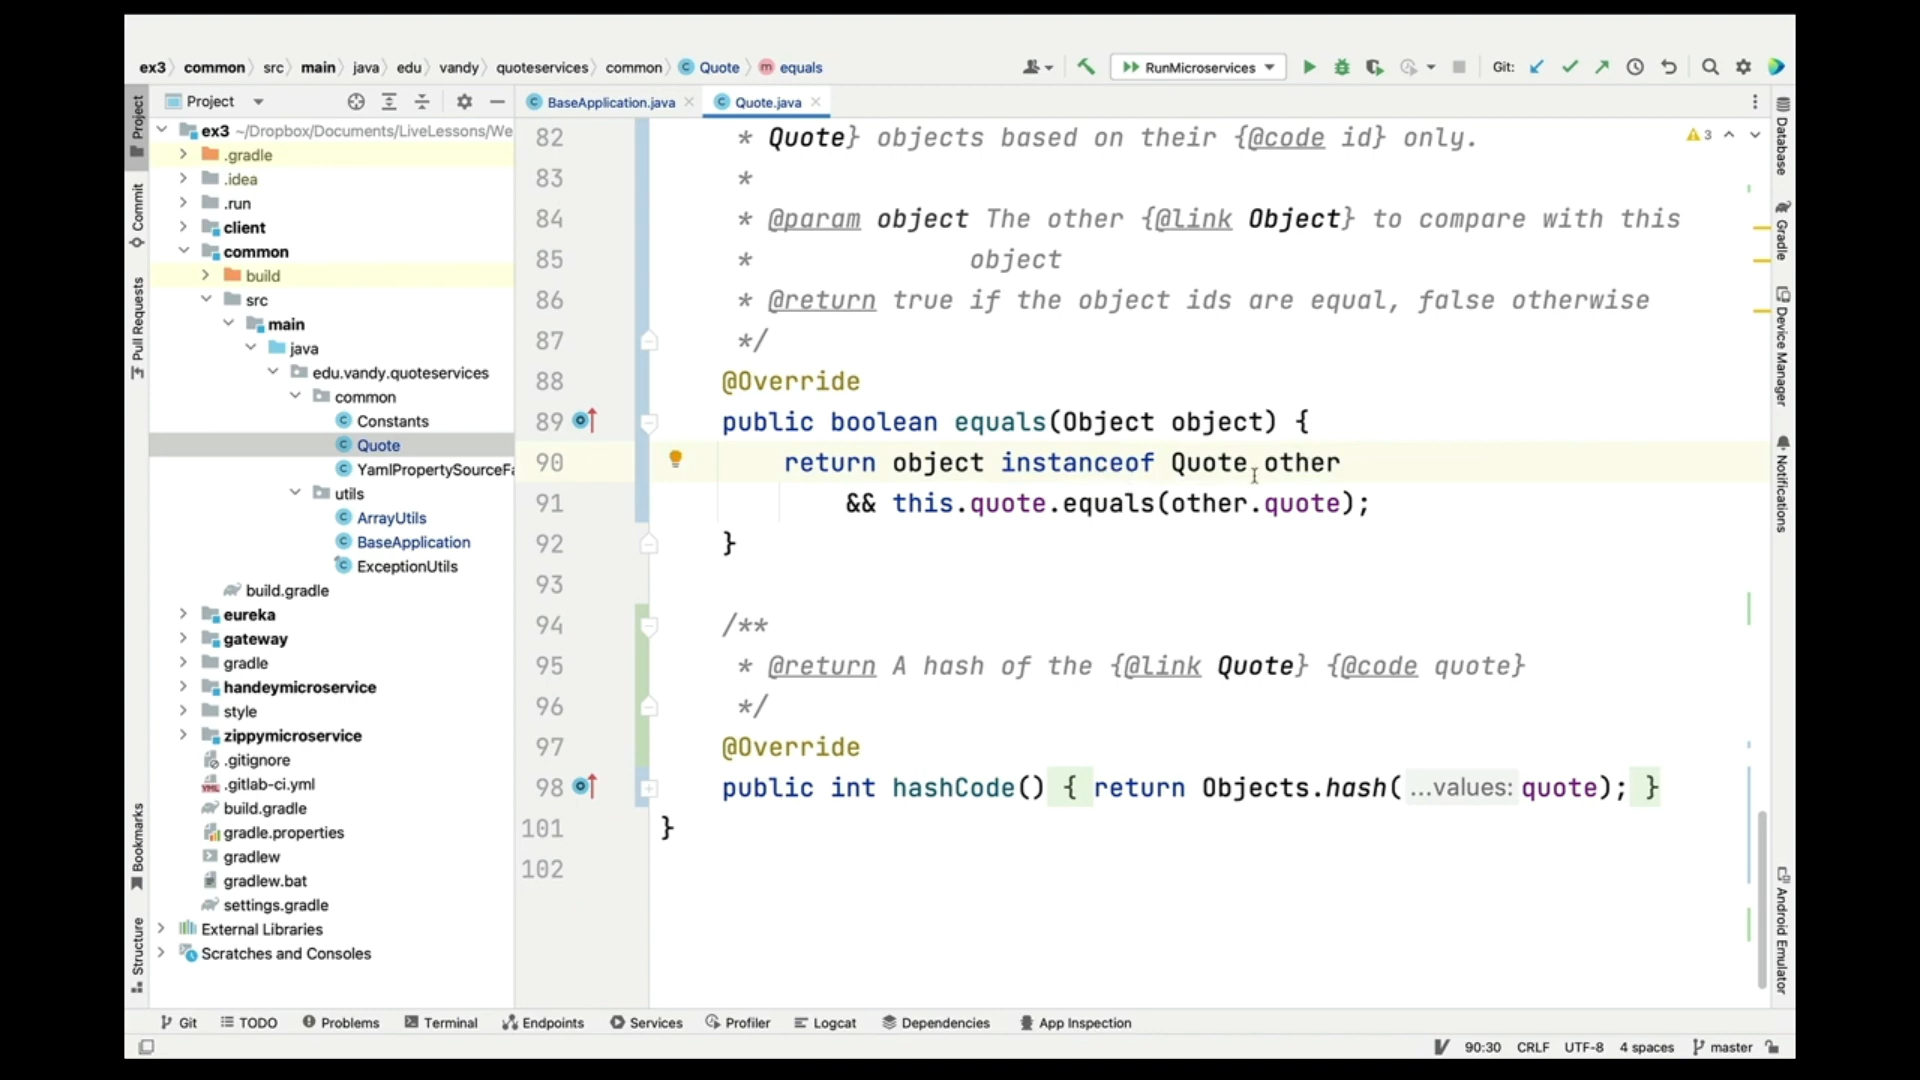 ex3 common src main java edu vandy quoteservices common Quote equals RunMicroservices Git:
Project BaseApplication.java Quote.java
ex3 ~/Dropbox/Documents/LiveLessons/We
.gradle
.idea
.run
client
common
build
src
main
java
edu.vandy.quoteservices
common
Constants
Quote
YamlPropertySourceFa
utils
ArrayUtils
BaseApplication
ExceptionUtils
build.gradle
eureka
gateway
gradle
handeymicroservice
style
zippymicroservice
.gitignore
.gitlab-ci.yml
build.gradle
gradle.properties
gradlew
gradlew.bat
settings.gradle
External Libraries
Scratches and Consoles
Project
Commit
Pull Requests
Bookmarks
Structure
82 * Quote} objects based on their {@code id} only.
83 *
84 * @param object The other {@link Object} to compare with this
85 * object
86 * @return true if the object ids are equal, false otherwise
87 */
88 @Override
89 public boolean equals(Object object) {
90 return object instanceof Quote other
91 && this.quote.equals(other.quote);
92 }
93
94 /**
95 * @return A hash of the {@link Quote} {@code quote}
96 */
97 @Override
98 public int hashCode() { return Objects.hash( ...values: quote); }
101 }
102
3
Database
Gradle
Device Manager
Notifications
Android Emulator
Git TODO Problems Terminal Endpoints Services Profiler Logcat Dependencies App Inspection
90:30 CRLF UTF-8 4 spaces master